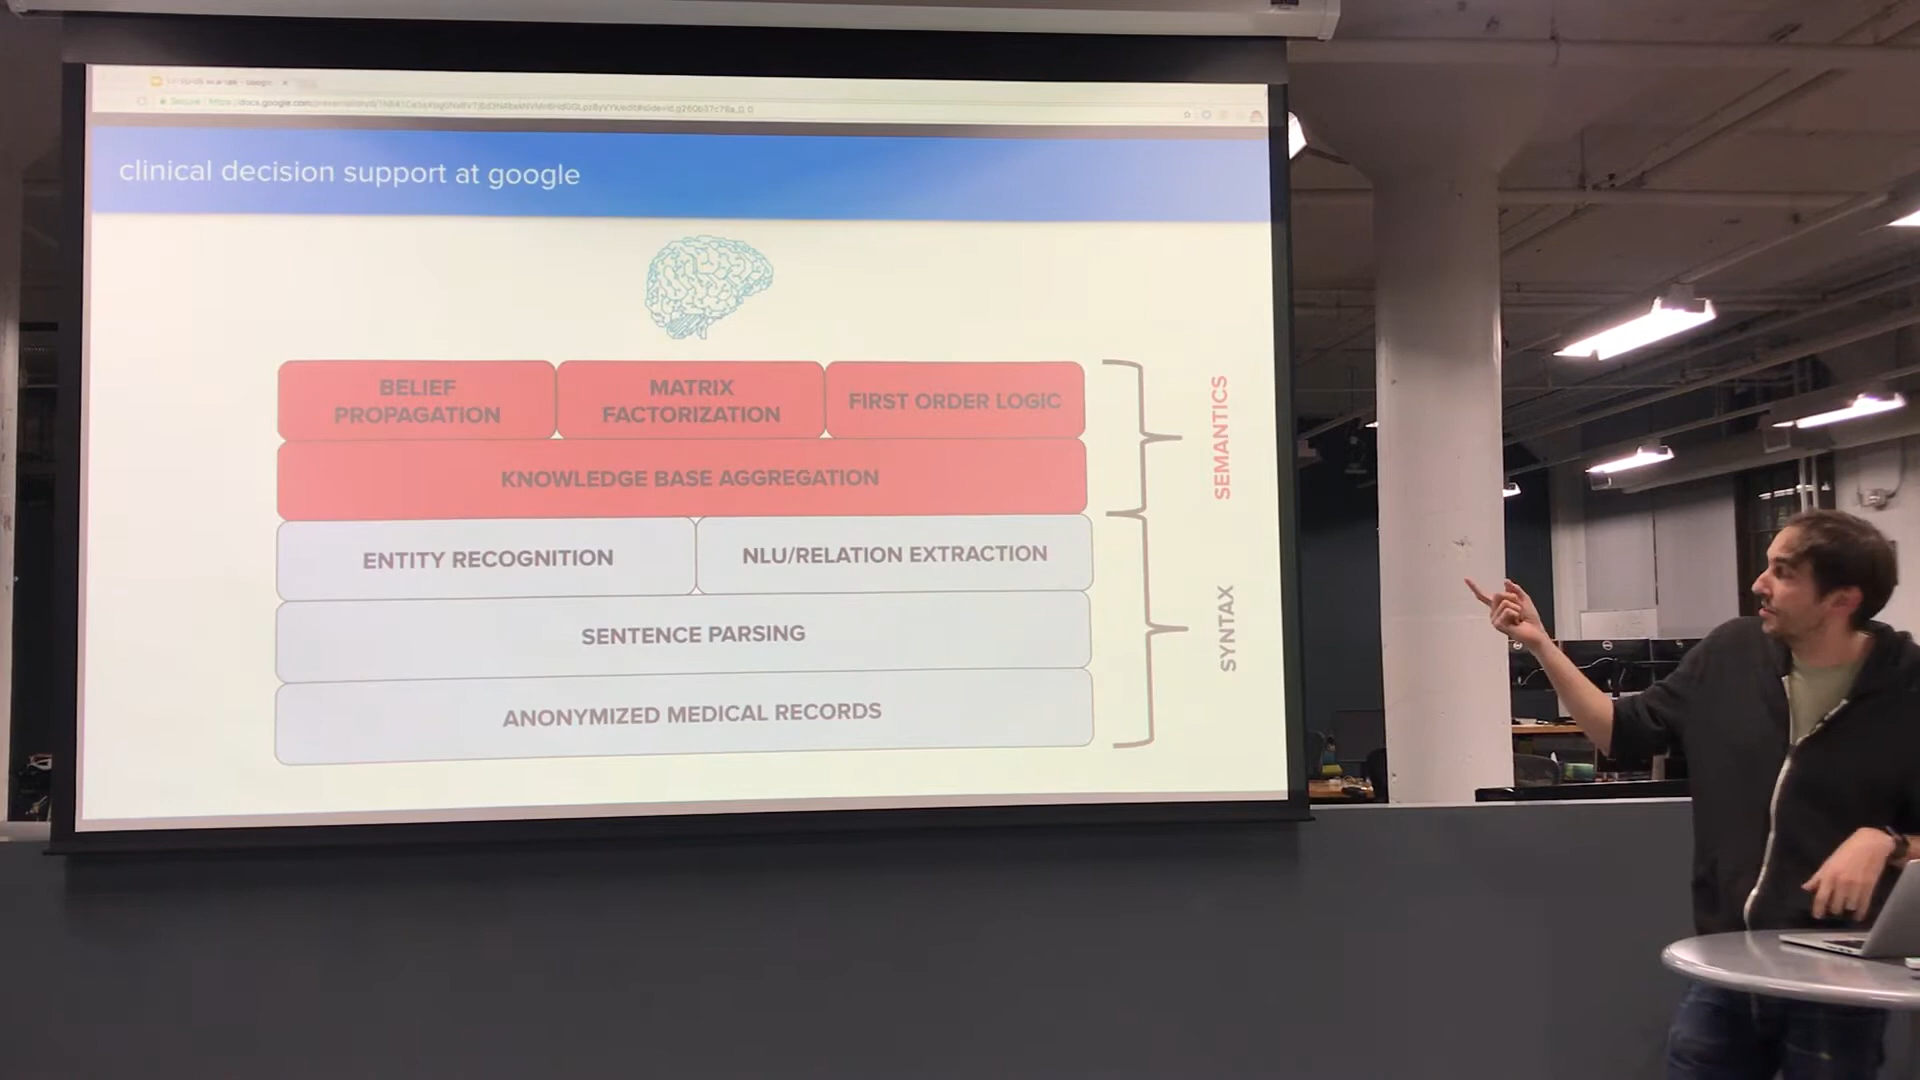 clinical decision support at google
BELIEF
PROPAGATION
MATRIX
FACTORIZATION
FIRST ORDER LOGIC
KNOWLEDGE BASE AGGREGATION
SEMANTICS
ENTITY RECOGNITION
NLU/RELATION EXTRACTION
SENTENCE PARSING
SYNTAX
ANONYMIZED MEDICAL RECORDS